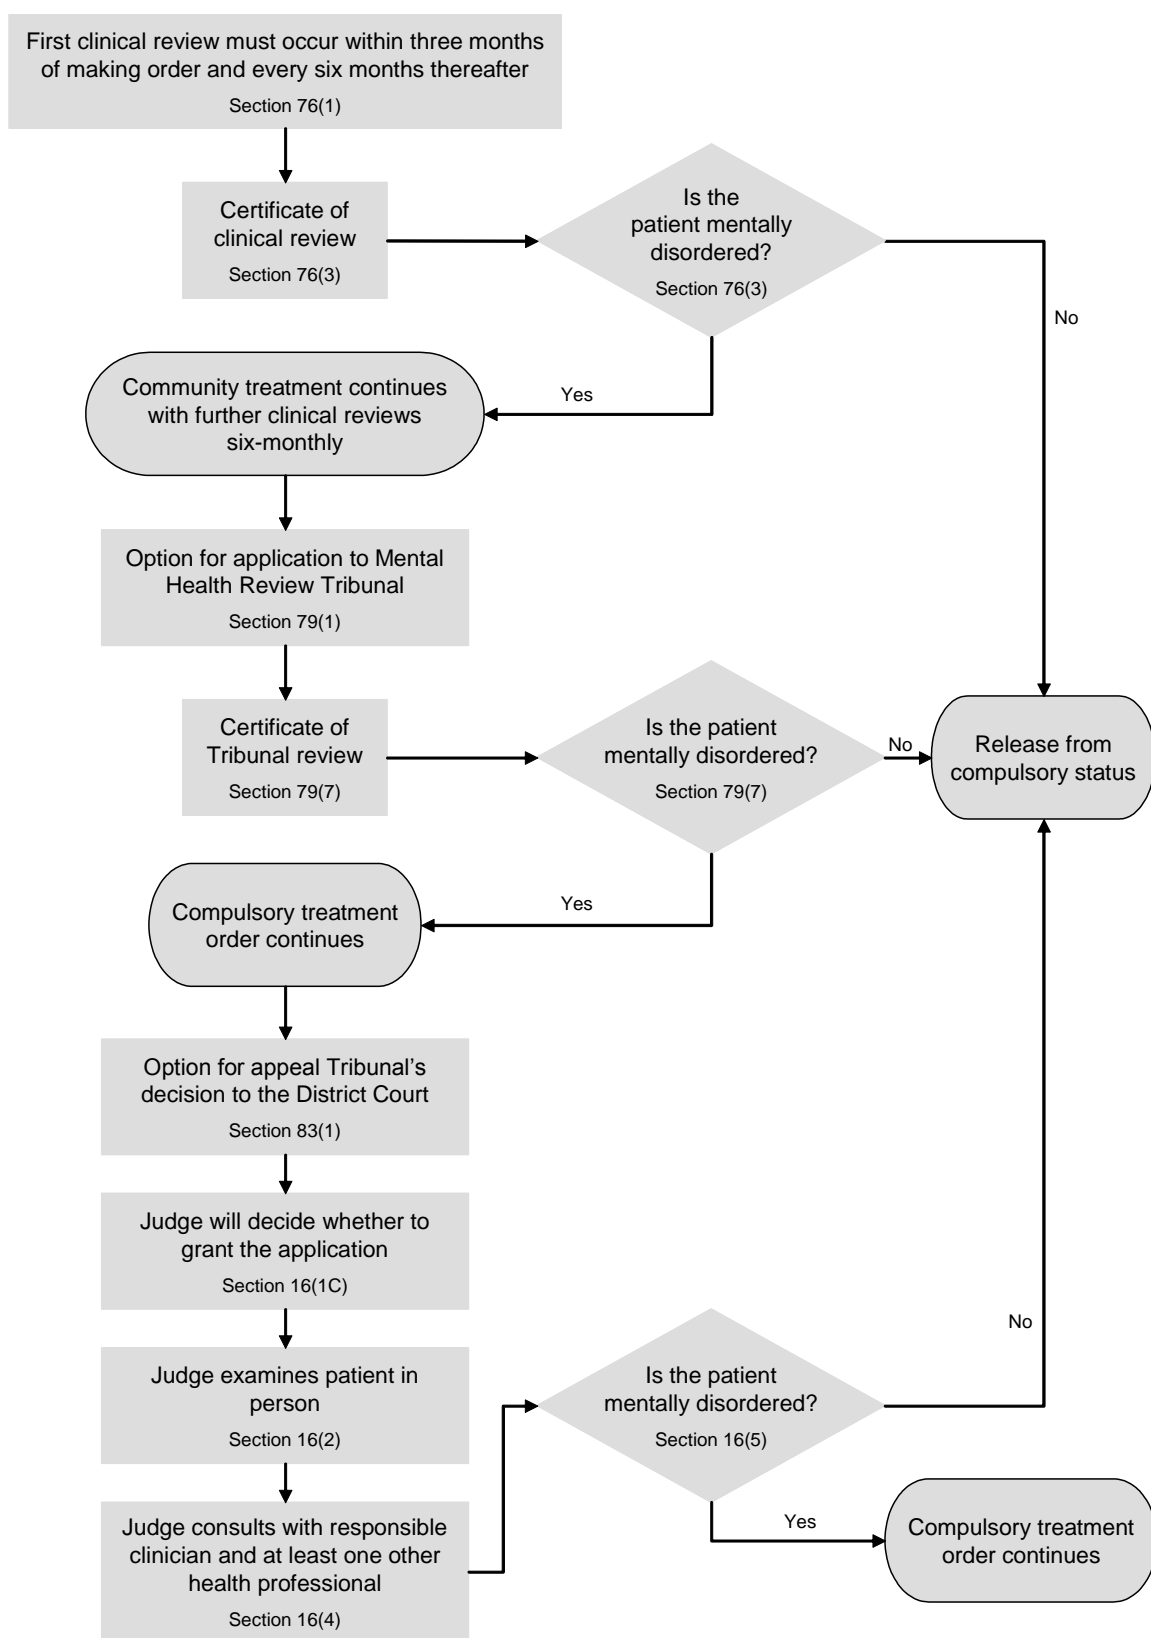 First clinical review must occur within three months
of making order and every six months thereafter
Section 76(1)
Certificate of
clinical review
Section 76(3)
Is the
patient mentally
disordered?
Section 76(3)
No
Yes
Community treatment continues
with further clinical reviews
six-monthly
Option for application to Mental
Health Review Tribunal
Section 79(1)
Certificate of
Tribunal review
Section 79(7)
Is the patient
mentally disordered?
Section 79(7)
No
Release from
compulsory status
Yes
Compulsory treatment
order continues
Option for appeal Tribunal’s
decision to the District Court
Section 83(1)
Judge will decide whether to
grant the application
Section 16(1C)
Judge examines patient in
person
Section 16(2)
Judge consults with responsible
clinician and at least one other
health professional
Section 16(4)
Is the patient
mentally disordered?
Section 16(5)
No
Yes
Compulsory treatment
order continues